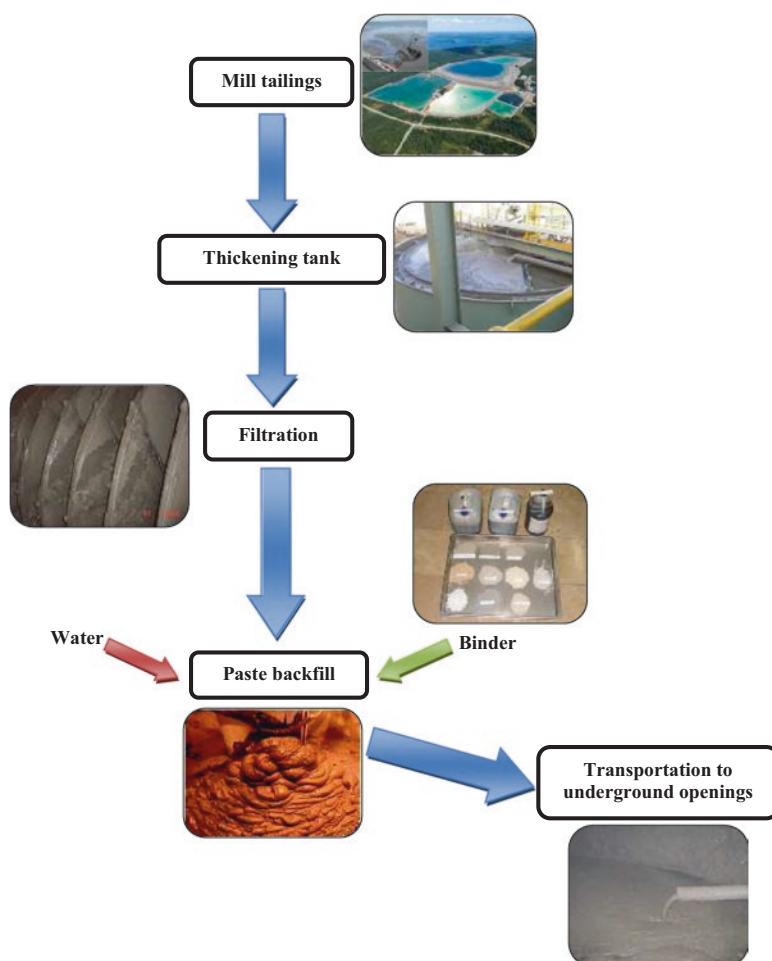 Mill tailings
Thickening tank
Filtration
Water
Binder
Paste backfill
Transportation to
underground openings